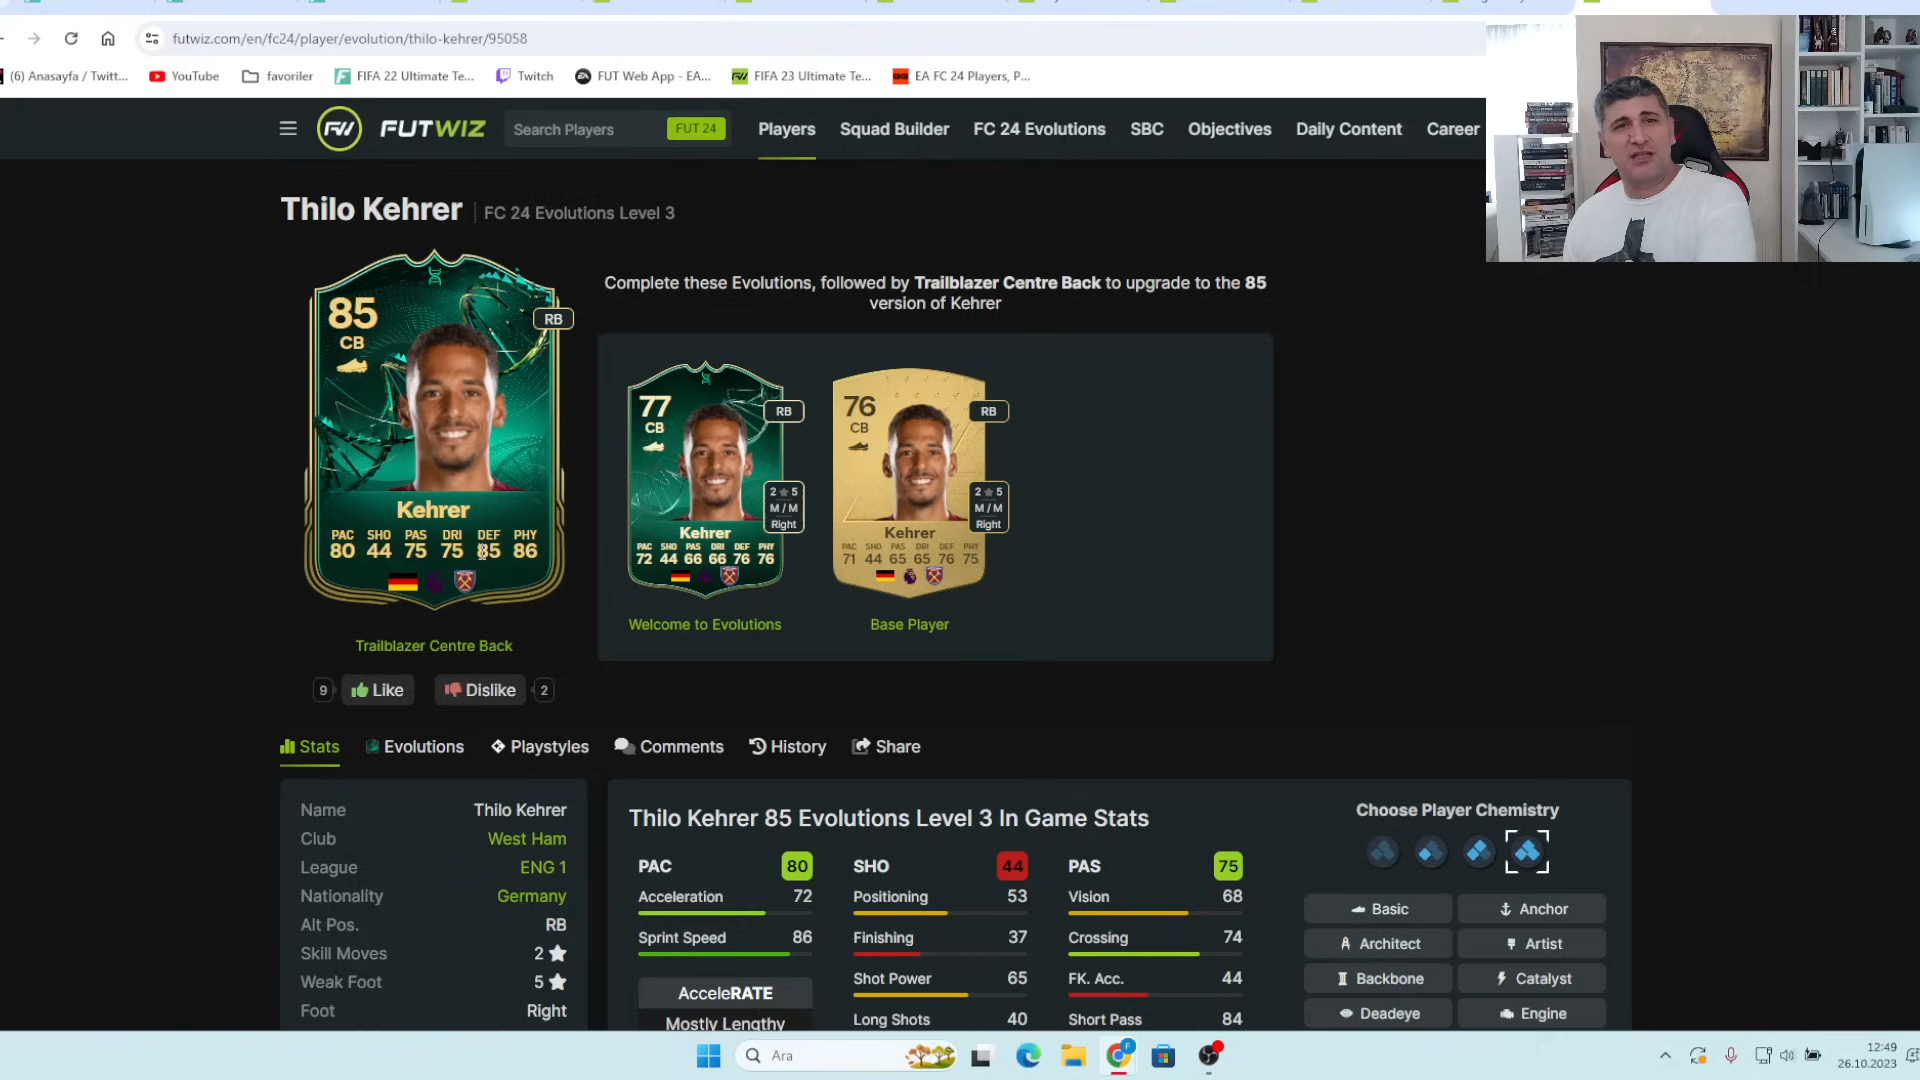 futwiz.com/en/fc24/player/evolution/thilo-kehrer/95058
(6) Anasayfa / Twitt...
YouTube
favoriler
FIFA 22 Ultimate Te...
Twitch
FUT Web App - EA...
FIFA 23 Ultimate Te...
EA FC 24 Players, P...
FW FUTWIZ
Search Players
FUT 24
Players
Squad Builder
FC 24 Evolutions
SBC
Objectives
Daily Content
Career
Thilo Kehrer
FC 24 Evolutions Level 3
85
CB
RB
Kehrer
PAC SHO PAS DRI DEF PHY
80 44 75 75 85 86
Trailblazer Centre Back
9
Like
Dislike
2
Complete these Evolutions, followed by Trailblazer Centre Back to upgrade to the 85
version of Kehrer
77
CB
RB
2 ★ 5
M / M
Right
Kehrer
PAC SHO PAS DRI DEF PHY
72 44 66 66 76 76
Welcome to Evolutions
76
CB
RB
2 ★ 5
M / M
Right
Kehrer
PAC SHO PAS DRI DEF PHY
71 44 65 65 76 75
Base Player
Stats
Evolutions
Playstyles
Comments
History
Share
Name Thilo Kehrer
Club West Ham
League ENG 1
Nationality Germany
Alt Pos. RB
Skill Moves 2 ★
Weak Foot 5 ★
Foot Right
Thilo Kehrer 85 Evolutions Level 3 In Game Stats
PAC 80
Acceleration 72
Sprint Speed 86
AcceleRATE
Mostly Lengthy
SHO 44
Positioning 53
Finishing 37
Shot Power 65
Long Shots 40
PAS 75
Vision 68
Crossing 74
FK. Acc. 44
Short Pass 84
Choose Player Chemistry
Basic
Anchor
Architect
Artist
Backbone
Catalyst
Deadeye
Engine
Ara
12:49
26.10.2023